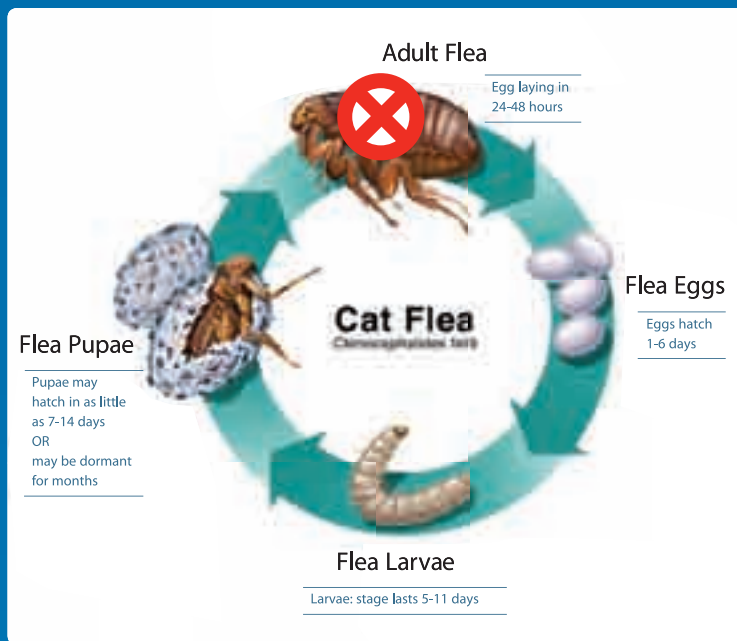 Adult Flea
Egg laying in
24-48 hours
Flea Eggs
Eggs hatch
1-6 days
Cat Flea
Flea Pupae
Pupae may
hatch in as little
as 7-14 days
OR
may be dormant
for months
Flea Larvae
Larvae: stage lasts 5-11 days